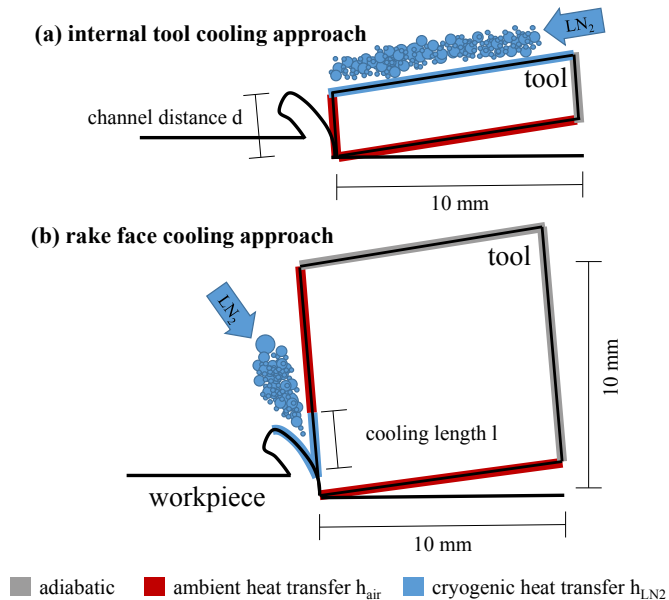 (a) internal tool cooling approach
LN2
tool
channel distance d
10 mm
(b) rake face cooling approach
tool
LN2
10 mm
cooling length l
workpiece
10 mm
adiabatic
ambient heat transfer hair
cryogenic heat transfer hLN2